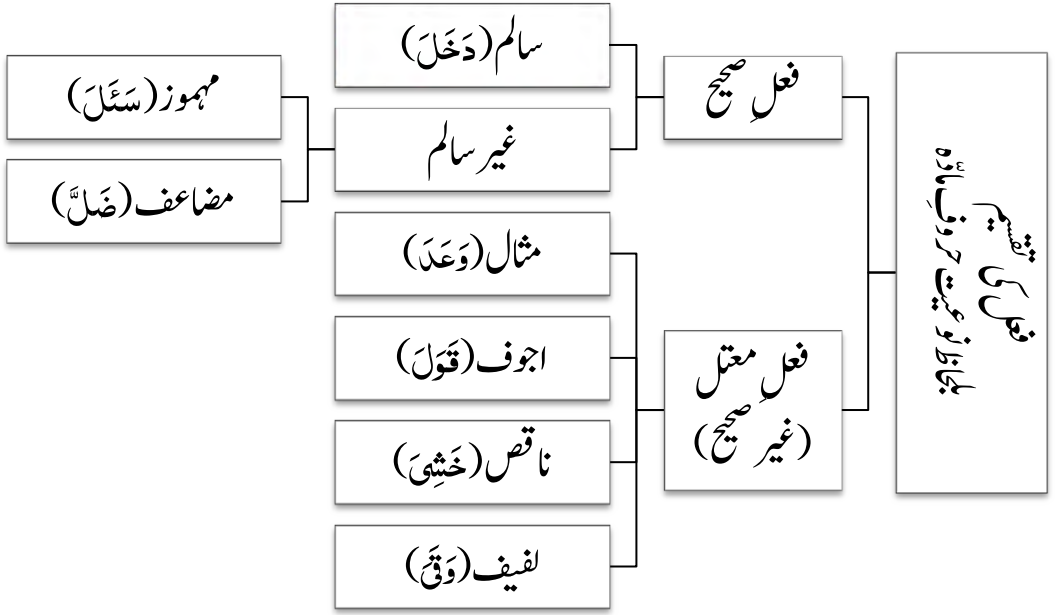 فعل کی تقسیم
بلحاظ نوعیت حروفِ مادّہ
فعلِ صحیح
سالم (دَخَلَ)
غیر سالم
مہموز (سَئَلَ)
مضاعف (ضَلَّ)
فعلِ معتل
(غیر صحیح)
مثال (وَعَدَ)
اجوف (قَوَلَ)
ناقص (خَشِیَ)
لفیف (وَقَیَ)